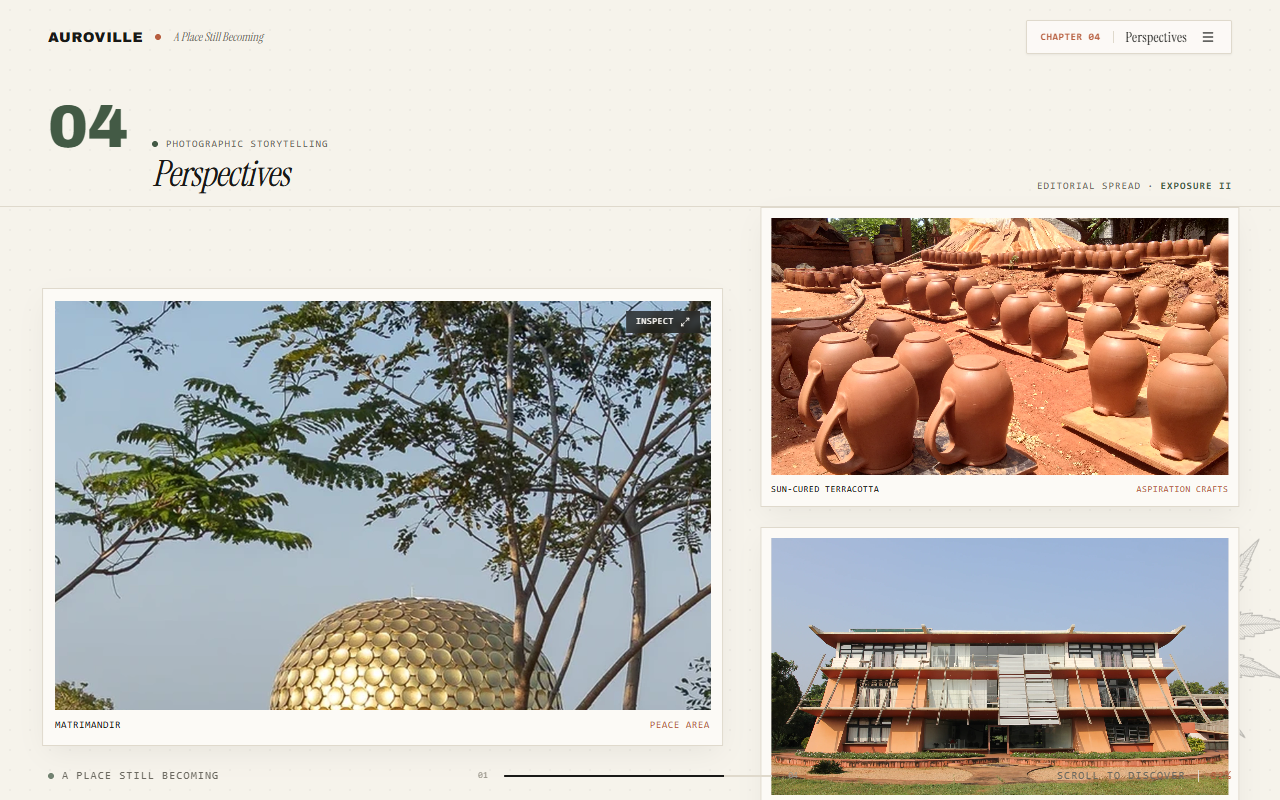 AUROVILLE • A Place Still Becoming
CHAPTER 04 | Perspectives
04
PHOTOGRAPHIC STORYTELLING
Perspectives
EDITORIAL SPREAD · EXPOSURE II
INSPECT
MATRIMANDIR
PEACE AREA
SUN-CURED TERRACOTTA
ASPIRATION CRAFTS
A PLACE STILL BECOMING
01
SCROLL TO DISCOVER